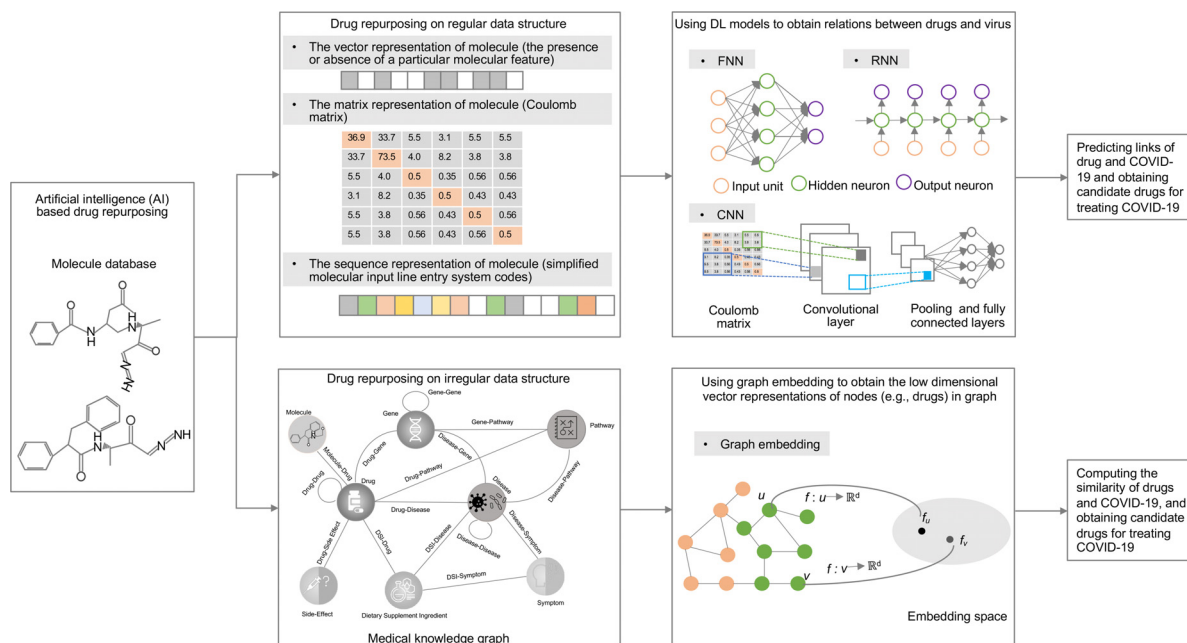 Artificial intelligence (AI)
based drug repurposing
Molecule database
O
O
N
H
HN
O
N
HN
O
N
H
O
N
NH
Drug repurposing on regular data structure
• The vector representation of molecule (the presence
or absence of a particular molecular feature)
• The matrix representation of molecule (Coulomb
matrix)
36.9 33.7 5.5 3.1 5.5 5.5
33.7 73.5 4.0 8.2 3.8 3.8
5.5 4.0 0.5 0.35 0.56 0.56
3.1 8.2 0.35 0.5 0.43 0.43
5.5 3.8 0.56 0.43 0.5 0.56
5.5 3.8 0.56 0.43 0.56 0.5
• The sequence representation of molecule (simplified
molecular input line entry system codes)
Using DL models to obtain relations between drugs and virus
• FNN
• RNN
Input unit
Hidden neuron
Output neuron
• CNN
Coulomb
matrix
Convolutional
layer
Pooling and fully
connected layers
Predicting links of
drug and COVID-
19 and obtaining
candidate drugs for
treating COVID-19
Drug repurposing on irregular data structure
Gene-Gene
Molecule
Gene
Gene-Pathway
Pathway
Molecule-Drug
Drug-Gene
Disease-Gene
Drug-Pathway
Disease-Pathway
Drug-Drug
Drug
Disease
Drug-Disease
Drug-Side Effect
DSI-Drug
DSI-Disease
Disease-Disease
Disease-Symptom
DSI-Symptom
Side-Effect
Dietary Supplement Ingredient
Symptom
Medical knowledge graph
Using graph embedding to obtain the low dimensional
vector representations of nodes (e.g., drugs) in graph
• Graph embedding
u
f : u → ℝᵈ
fᵤ
fᵥ
f : v → ℝᵈ
v
Embedding space
Computing the
similarity of drugs
and COVID-19, and
obtaining candidate
drugs for treating
COVID-19